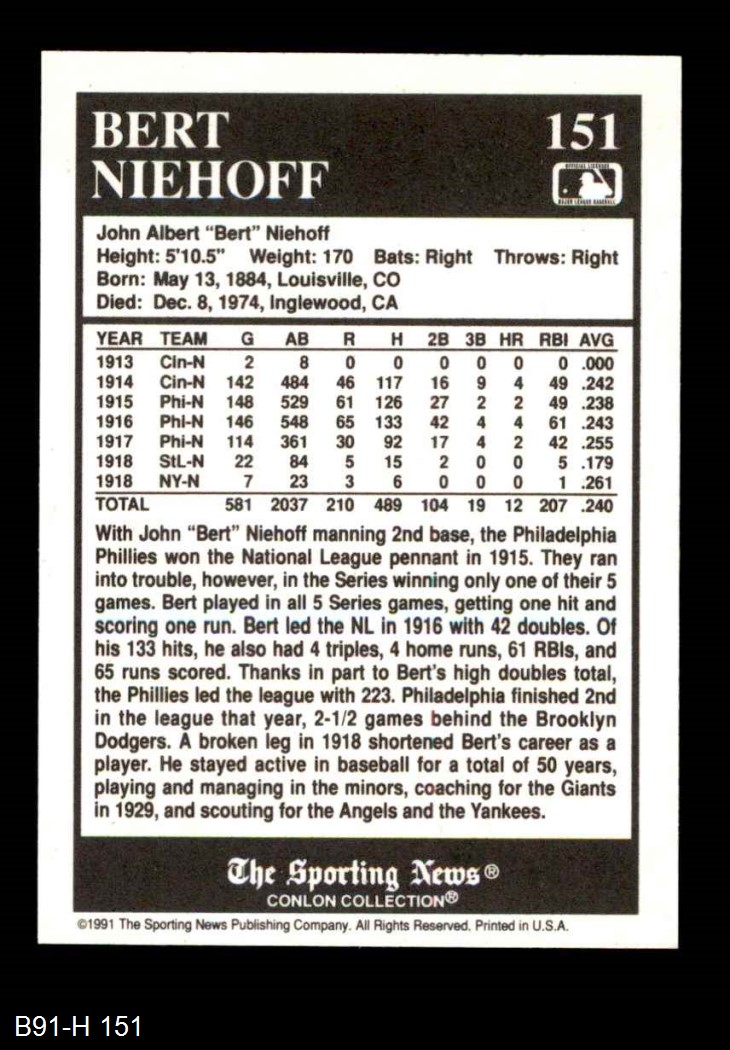 BERT
NIEHOFF
151
OFFICIAL LICENSEE
MAJOR LEAGUE BASEBALL
John Albert “Bert” Niehoff
Height: 5'10.5" Weight: 170 Bats: Right Throws: Right
Born: May 13, 1884, Louisville, CO
Died: Dec. 8, 1974, Inglewood, CA
YEAR TEAM G AB R H 2B 3B HR RBI AVG
1913 Cin-N 2 8 0 0 0 0 0 0 .000
1914 Cin-N 142 484 46 117 16 9 4 49 .242
1915 Phi-N 148 529 61 126 27 2 2 49 .238
1916 Phi-N 146 548 65 133 42 4 4 61 .243
1917 Phi-N 114 361 30 92 17 4 2 42 .255
1918 StL-N 22 84 5 15 2 0 0 5 .179
1918 NY-N 7 23 3 6 0 0 0 1 .261
TOTAL 581 2037 210 489 104 19 12 207 .240
With John “Bert” Niehoff manning 2nd base, the Philadelphia
Phillies won the National League pennant in 1915. They ran
into trouble, however, in the Series winning only one of their 5
games. Bert played in all 5 Series games, getting one hit and
scoring one run. Bert led the NL in 1916 with 42 doubles. Of
his 133 hits, he also had 4 triples, 4 home runs, 61 RBIs, and
65 runs scored. Thanks in part to Bert's high doubles total,
the Phillies led the league with 223. Philadelphia finished 2nd
in the league that year, 2-1/2 games behind the Brooklyn
Dodgers. A broken leg in 1918 shortened Bert's career as a
player. He stayed active in baseball for a total of 50 years,
playing and managing in the minors, coaching for the Giants
in 1929, and scouting for the Angels and the Yankees.
The Sporting News®
CONLON COLLECTION®
©1991 The Sporting News Publishing Company. All Rights Reserved. Printed in U.S.A.
B91-H 151